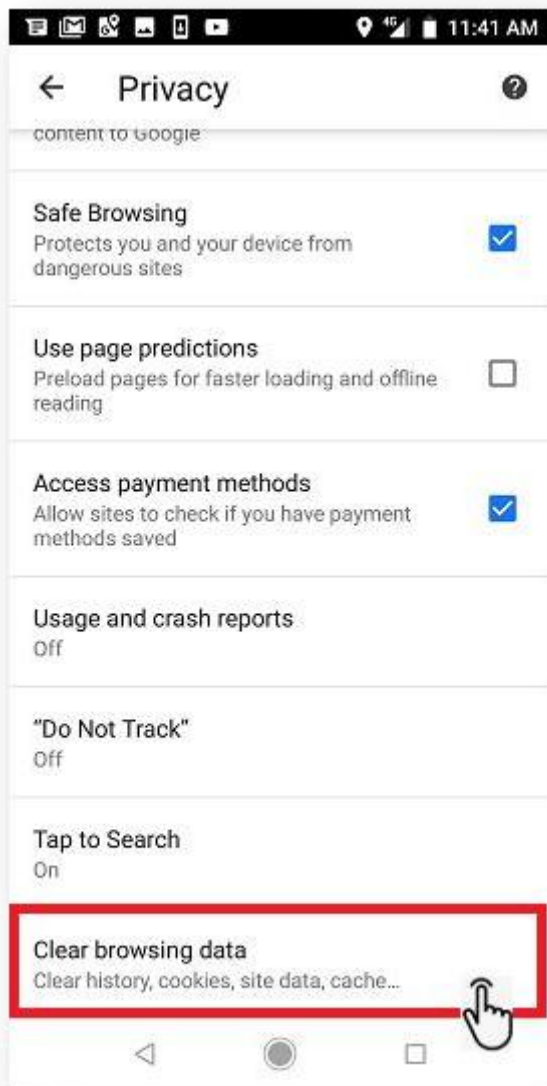 4G 11:41 AM
Privacy
content to Google
Safe Browsing
Protects you and your device from
dangerous sites
Use page predictions
Preload pages for faster loading and offline
reading
Access payment methods
Allow sites to check if you have payment
methods saved
Usage and crash reports
Off
"Do Not Track"
Off
Tap to Search
On
Clear browsing data
Clear history, cookies, site data, cache...